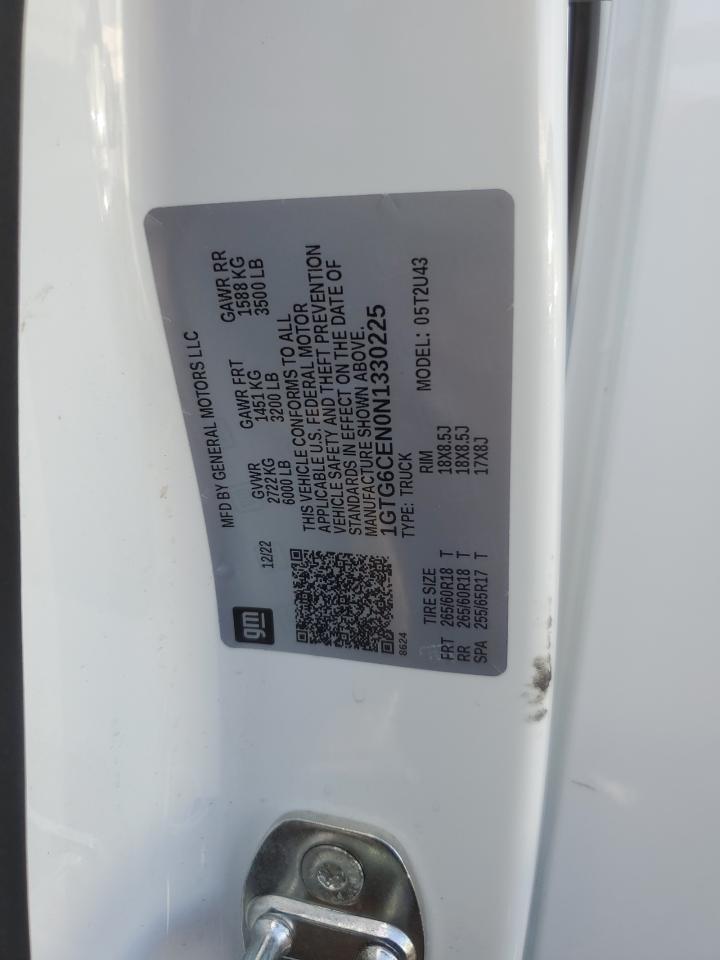 gm
MFD BY GENERAL MOTORS LLC
12/22 GVWR GAWR FRT GAWR RR
2722 KG 1451 KG 1588 KG
6000 LB 3200 LB 3500 LB
THIS VEHICLE CONFORMS TO ALL
APPLICABLE U.S. FEDERAL MOTOR
VEHICLE SAFETY AND THEFT PREVENTION
STANDARDS IN EFFECT ON THE DATE OF
MANUFACTURE SHOWN ABOVE.
1GTG6CEN0N1330225
8624 TYPE: TRUCK MODEL: 05T2U43
TIRE SIZE RIM
FRT 265/60R18 T 18X8.5J
RR 265/60R18 T 18X8.5J
SPA 255/65R17 T 17X8J